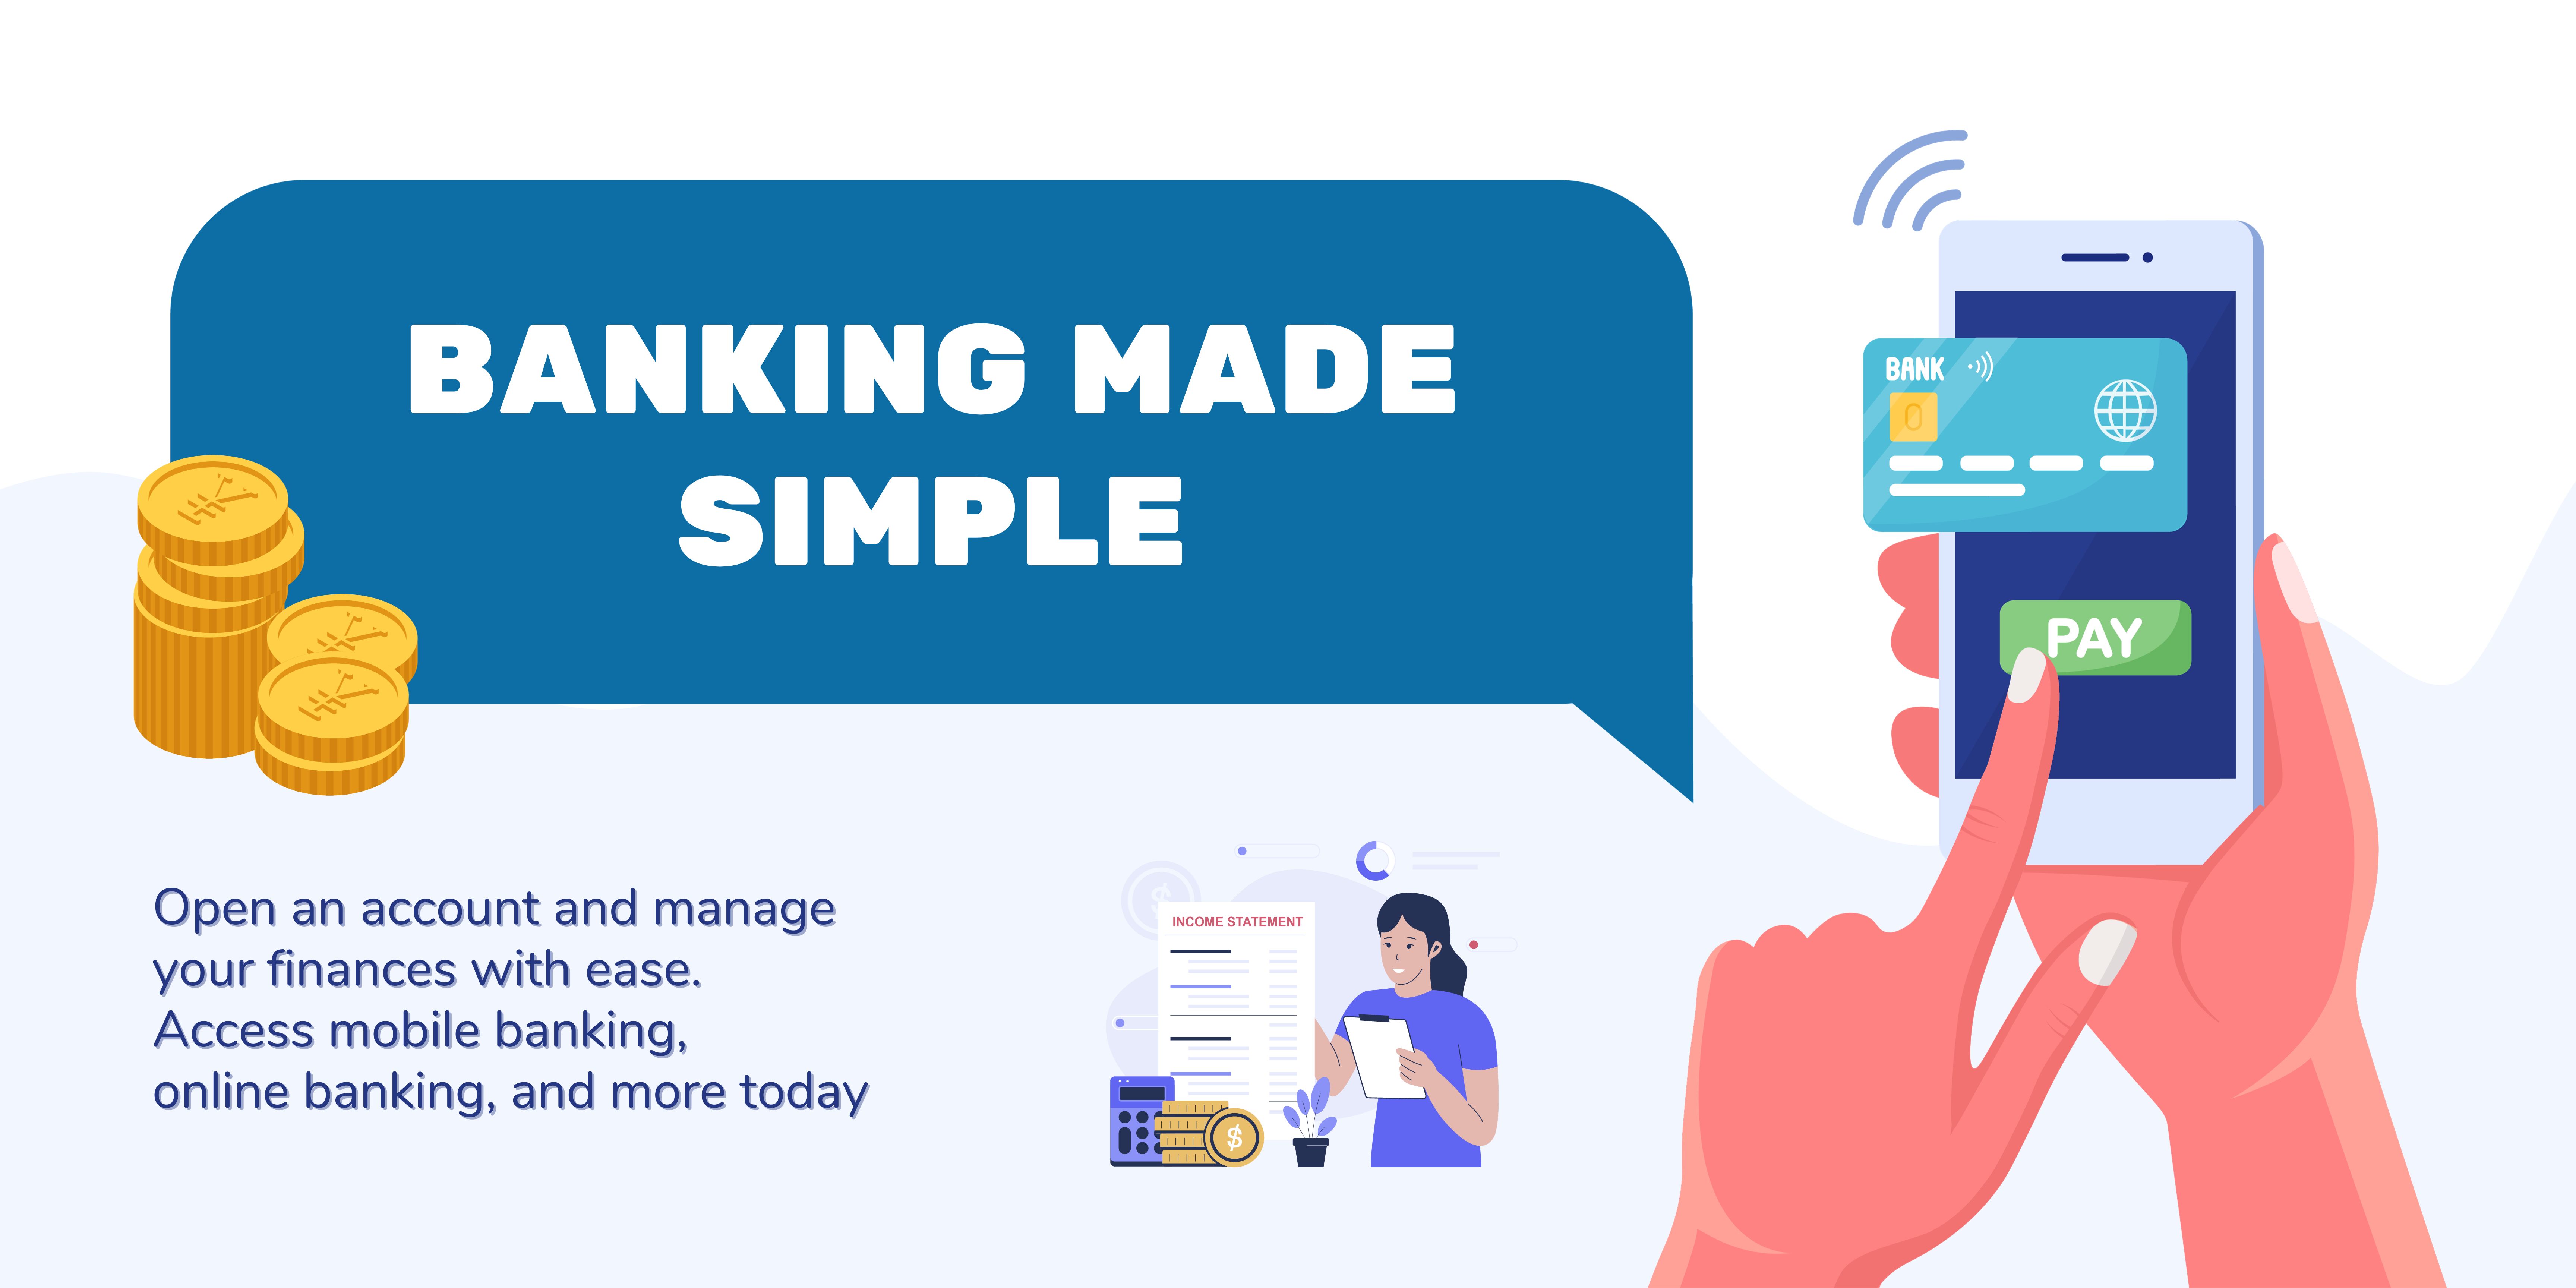 BANKING MADE
SIMPLE
BANK
PAY
Open an account and manage
your finances with ease.
Access mobile banking,
online banking, and more today
INCOME STATEMENT
$
$